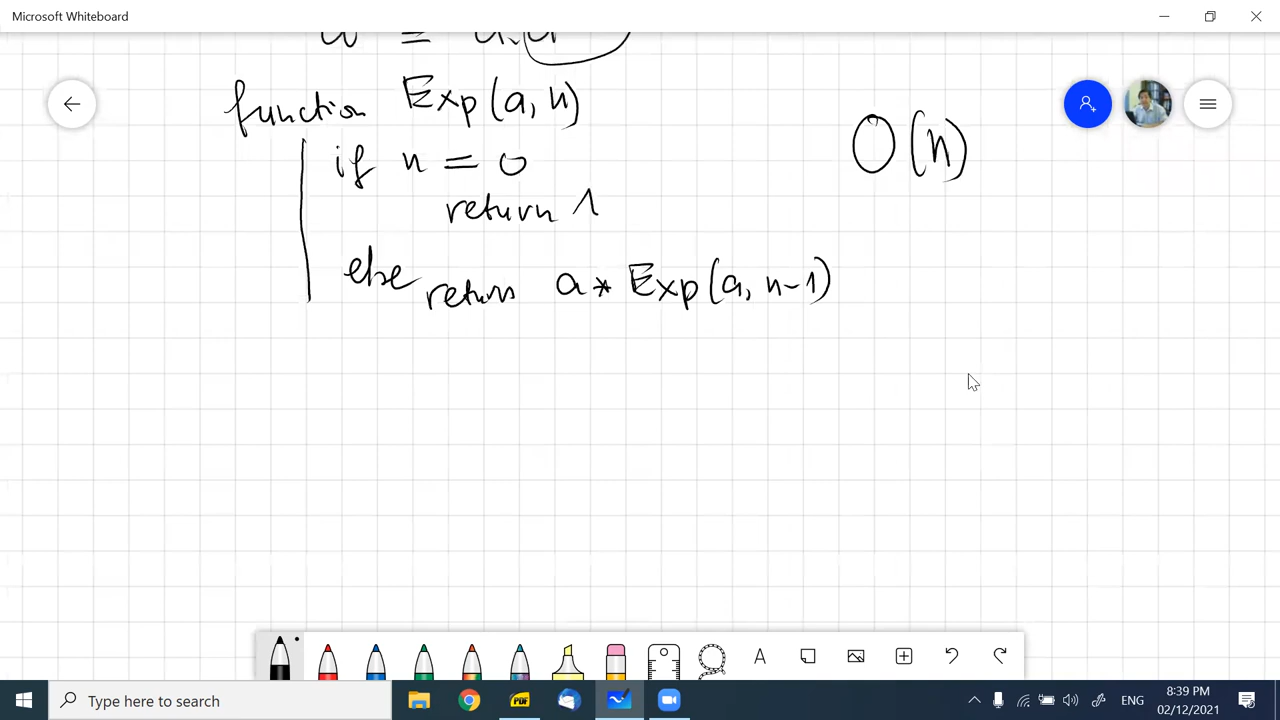 Microsoft Whiteboard
function Exp(a, n)
O(n)
if n = 0
return 1
else return a * Exp(a, n-1)
A
Type here to search
PDF
ENG
8:39 PM
02/12/2021